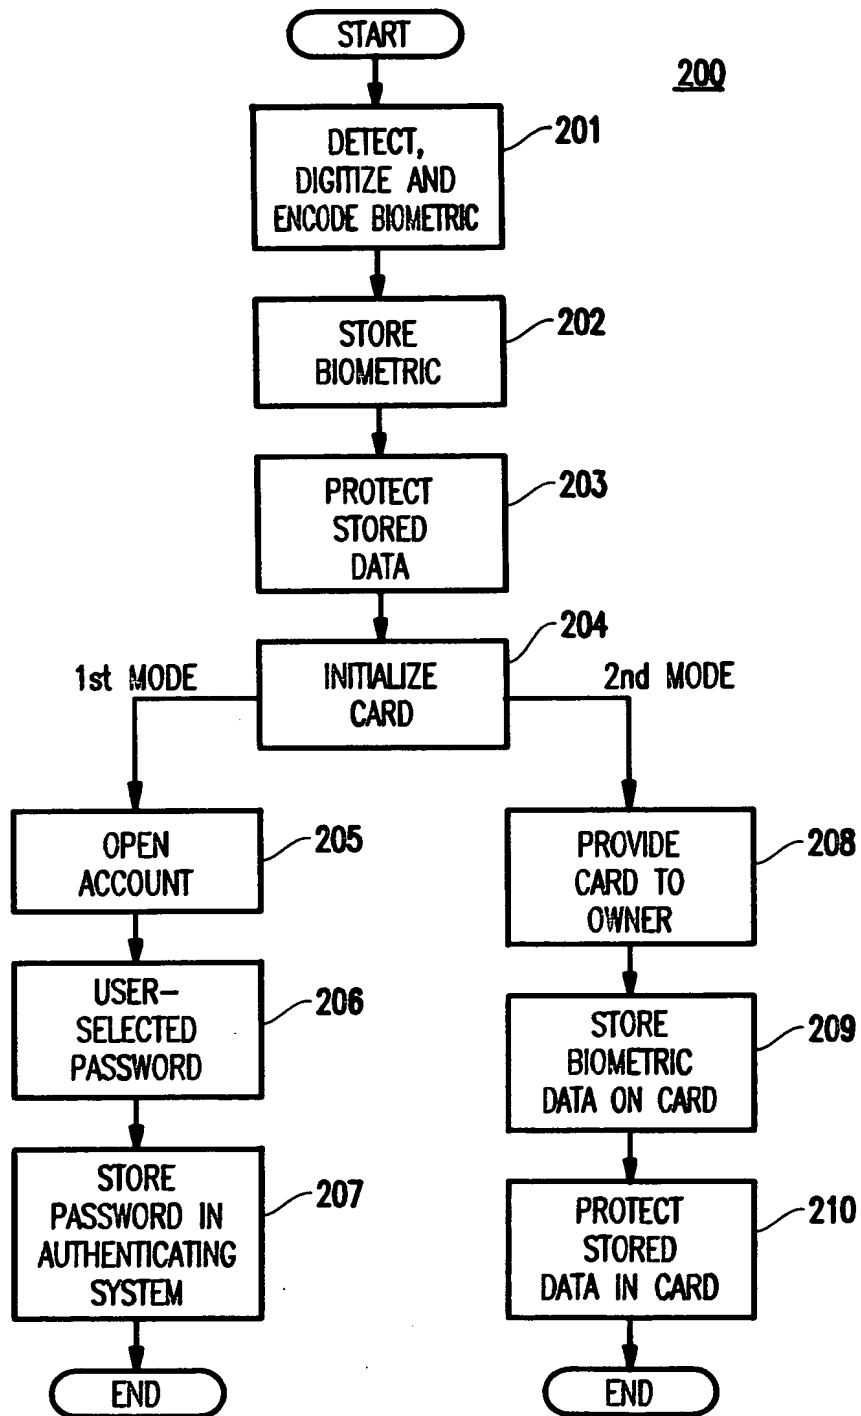 START
200
DETECT,
DIGITIZE AND
ENCODE BIOMETRIC
201
STORE
BIOMETRIC
202
PROTECT
STORED
DATA
203
INITIALIZE
CARD
204
1st MODE
2nd MODE
OPEN
ACCOUNT
205
USER-
SELECTED
PASSWORD
206
STORE
PASSWORD IN
AUTHENTICATING
SYSTEM
207
END
PROVIDE
CARD TO
OWNER
208
STORE
BIOMETRIC
DATA ON CARD
209
PROTECT
STORED
DATA IN CARD
210
END